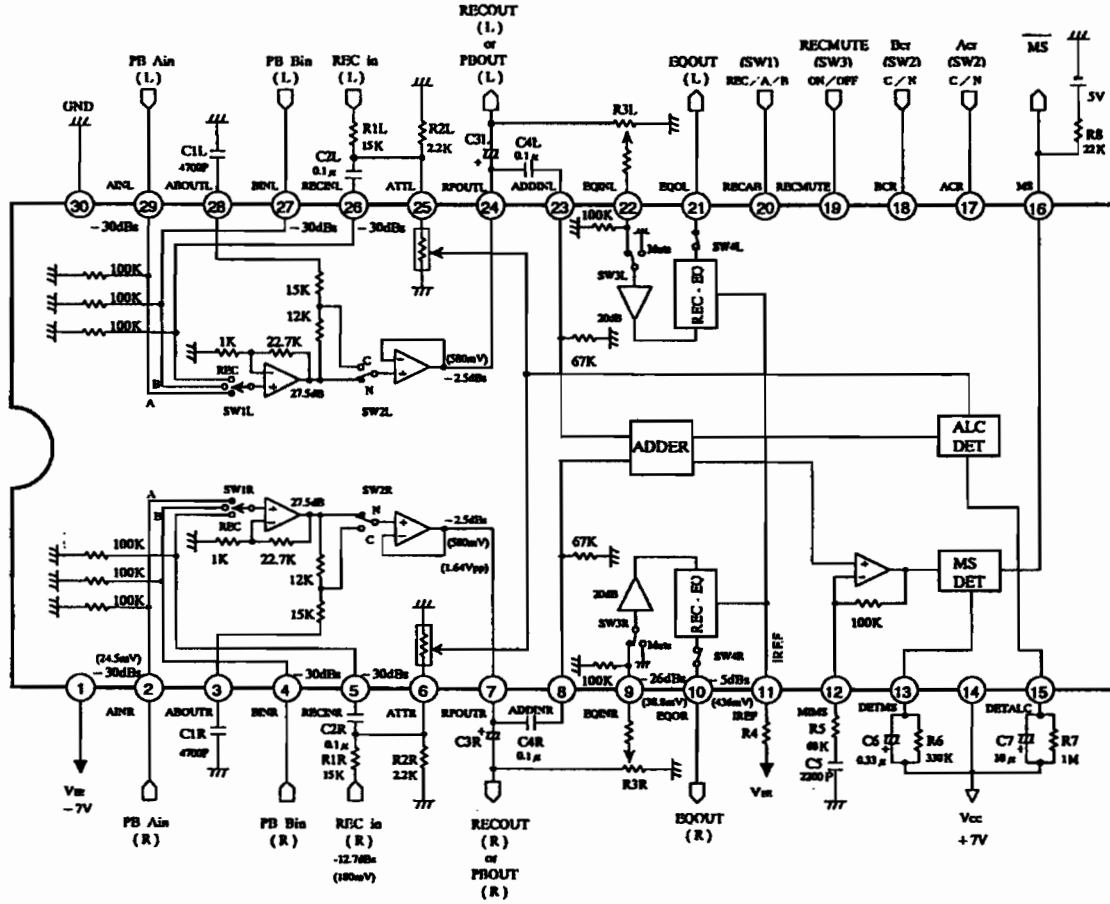 RECOUT
(L)
or
PBOUT
(L)
PB Ain
(L)
PB Bin
(L)
REC in
(L)
EQOUT
(L)
(SW1)
REC/A/B
RECMUTE
(SW3)
ON/OFF
Bcr
(SW2)
C/N
Acr
(SW2)
C/N
MS
5V
R8
22K
GND
C1L
4700P
R1L
15K
C2L
0.1μ
R2L
2.2K
C3L
+
C4L
0.1μ
R3L
AINL
ABOUTL
BINL
RECINL
ATTL
RPOUTL
ADDINL
EQINL
EQOL
RECAB
RECMUTE
BCR
ACR
MS
30 29 28 27 26 25 24 23 22 21 20 19 18 17 16
-30dBs
-30dBs
-30dBs
100K
100K
100K
100K
Mute
SW3L
SW4L
20dB
REC-EQ
67K
15K
12K
1K
22.7K
27.5dB
REC
B
A
SW1L
C
N
SW2L
(580mV)
-2.5dBs
ADDER
ALC
DET
A
B
SW1R
REC
27.5dB
1K
22.7K
SW2R
N
C
-2.5dBs
(580mV)
(1.64Vpp)
100K
100K
100K
12K
15K
67K
20dB
REC-EQ
SW3R
Mute
SW4R
IREF
MS
DET
100K
(24.5mV)
-30dBs
-30dBs
-30dBs
100K
-26dBs
(38.8mV)
-5dBs
(436mV)
1 2 3 4 5 6 7 8 9 10 11 12 13 14 15
AINR
ABOUTR
BINR
RECINR
ATTR
RPOUTR
ADDINR
EQINR
EQOR
IREF
MIMS
DETMS
DETALC
C1R
4700P
C2R
0.1μ
R1R
15K
R2R
2.2K
C3R
+
C4R
0.1μ
R3R
R4
R5
68K
C5
2200P
C6
0.33μ
+
R6
330K
C7
10μ
+
R7
1M
VEE
-7V
PB Ain
(R)
PB Bin
(R)
REC in
(R)
-12.7dBs
(180mV)
RECOUT
(R)
or
PBOUT
(R)
EQOUT
(R)
VEE
Vcc
+7V